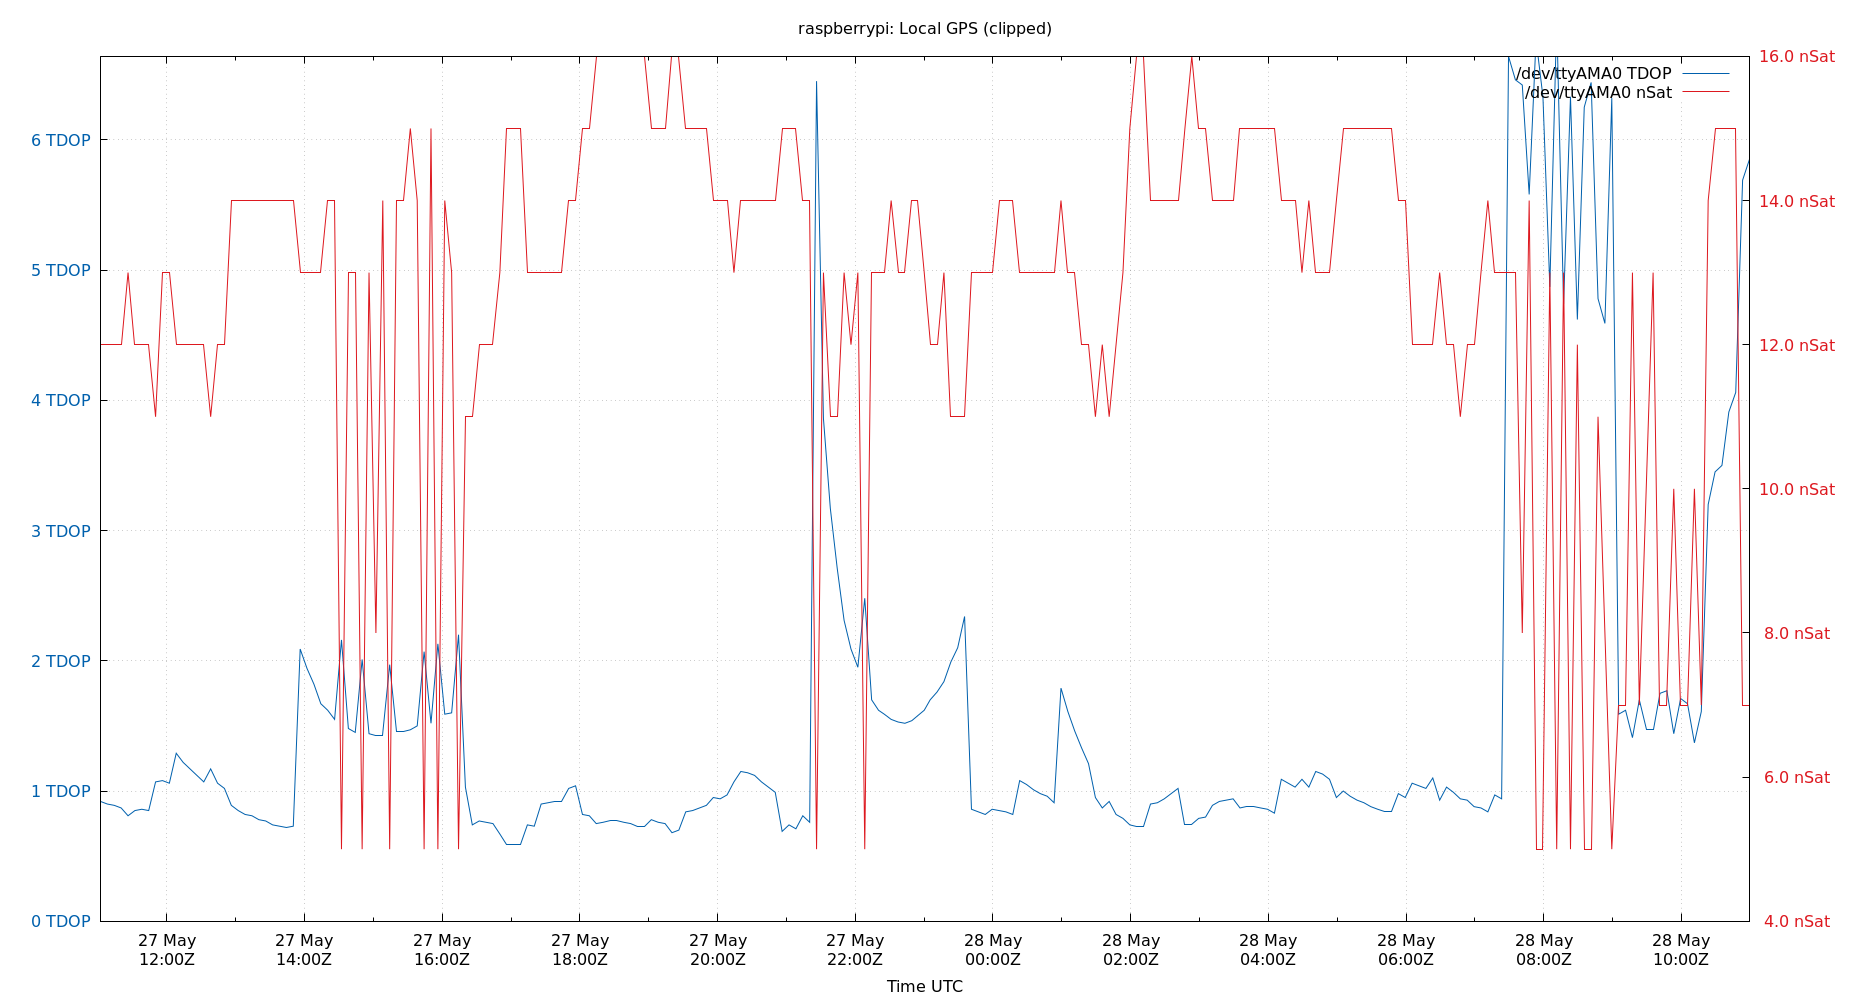 raspberrypi: Local GPS (clipped)
/dev/ttyAMA0 TDOP
/dev/ttyAMA0 nSat
6 TDOP
5 TDOP
4 TDOP
3 TDOP
2 TDOP
1 TDOP
0 TDOP
16.0 nSat
14.0 nSat
12.0 nSat
10.0 nSat
8.0 nSat
6.0 nSat
4.0 nSat
27 May
12:00Z
27 May
14:00Z
27 May
16:00Z
27 May
18:00Z
27 May
20:00Z
27 May
22:00Z
28 May
00:00Z
28 May
02:00Z
28 May
04:00Z
28 May
06:00Z
28 May
08:00Z
28 May
10:00Z
Time UTC